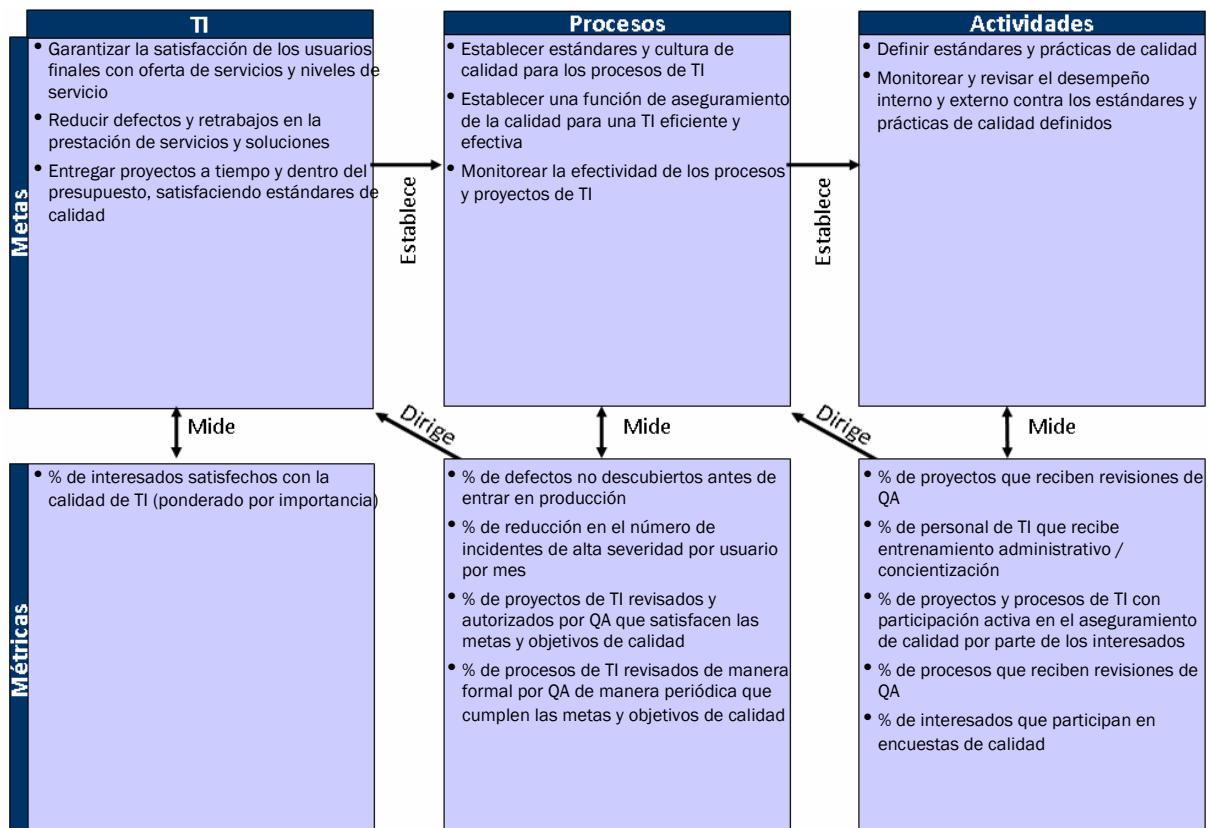 TI
Procesos
Actividades
Metas
• Garantizar la satisfacción de los usuarios
finales con oferta de servicios y niveles de
servicio
• Reducir defectos y retrabajos en la
prestación de servicios y soluciones
• Entregar proyectos a tiempo y dentro del
presupuesto, satisfaciendo estándares de
calidad
Establece
• Establecer estándares y cultura de
calidad para los procesos de TI
• Establecer una función de aseguramiento
de la calidad para una TI eficiente y
efectiva
• Monitorear la efectividad de los procesos
y proyectos de TI
Establece
• Definir estándares y prácticas de calidad
• Monitorear y revisar el desempeño
interno y externo contra los estándares y
prácticas de calidad definidos
Mide
Dirige
Mide
Dirige
Mide
Métricas
• % de interesados satisfechos con la
calidad de TI (ponderado por importancia)
• % de defectos no descubiertos antes de
entrar en producción
• % de reducción en el número de
incidentes de alta severidad por usuario
por mes
• % de proyectos de TI revisados y
autorizados por QA que satisfacen las
metas y objetivos de calidad
• % de procesos de TI revisados de manera
formal por QA de manera periódica que
cumplen las metas y objetivos de calidad
• % de proyectos que reciben revisiones de
QA
• % de personal de TI que recibe
entrenamiento administrativo /
concientización
• % de proyectos y procesos de TI con
participación activa en el aseguramiento
de calidad por parte de los interesados
• % de procesos que reciben revisiones de
QA
• % de interesados que participan en
encuestas de calidad